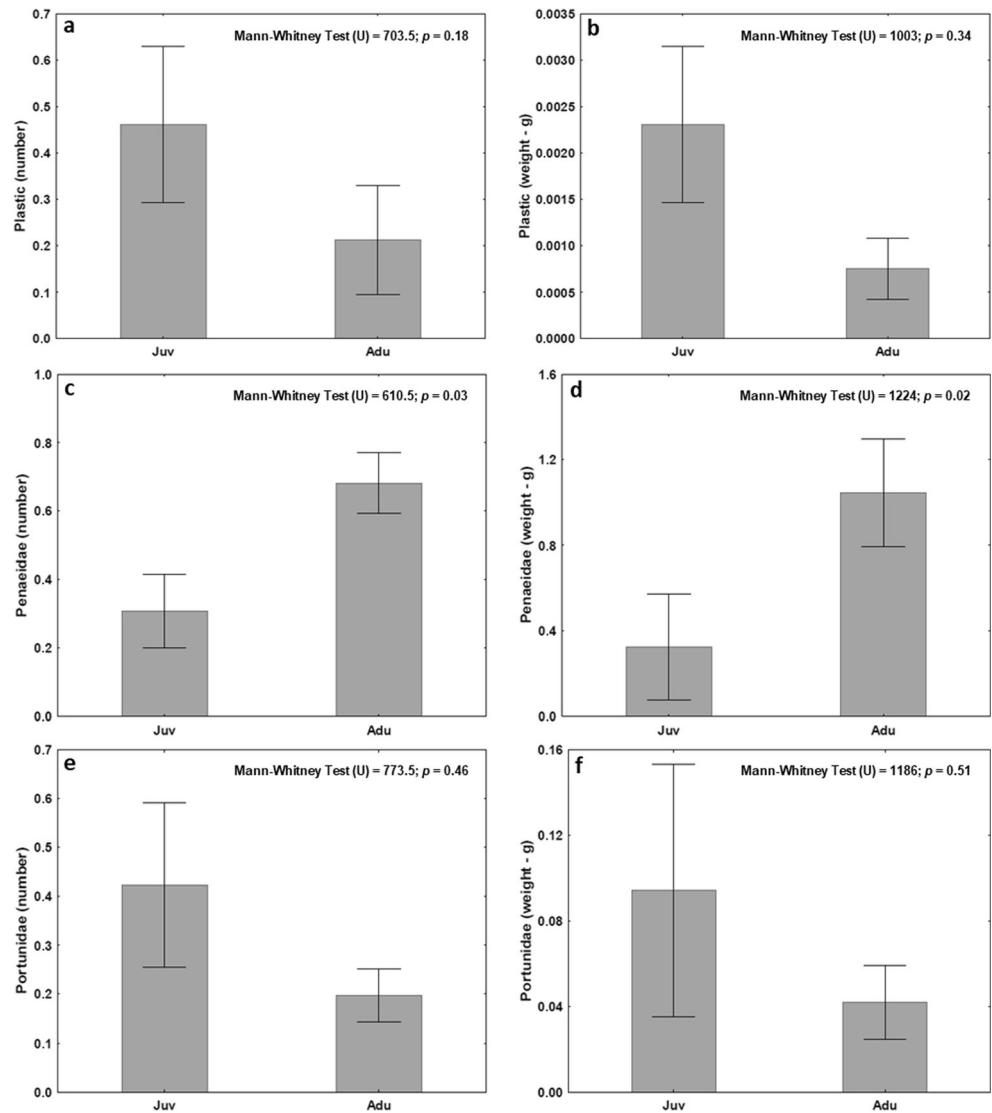 a
Mann-Whitney Test (U) = 703.5; p = 0.18
Plastic (number)
0.7
0.6
0.5
0.4
0.3
0.2
0.1
0.0
Juv Adu
b
Mann-Whitney Test (U) = 1003; p = 0.34
Plastic (weight - g)
0.0035
0.0030
0.0025
0.0020
0.0015
0.0010
0.0005
0.0000
Juv Adu
c
Mann-Whitney Test (U) = 610.5; p = 0.03
Penaeidae (number)
1.0
0.8
0.6
0.4
0.2
0.0
Juv Adu
d
Mann-Whitney Test (U) = 1224; p = 0.02
Penaeidae (weight - g)
1.6
1.2
0.8
0.4
0.0
Juv Adu
e
Mann-Whitney Test (U) = 773.5; p = 0.46
Portunidae (number)
0.7
0.6
0.5
0.4
0.3
0.2
0.1
0.0
Juv Adu
f
Mann-Whitney Test (U) = 1186; p = 0.51
Portunidae (weight - g)
0.16
0.12
0.08
0.04
0.00
Juv Adu